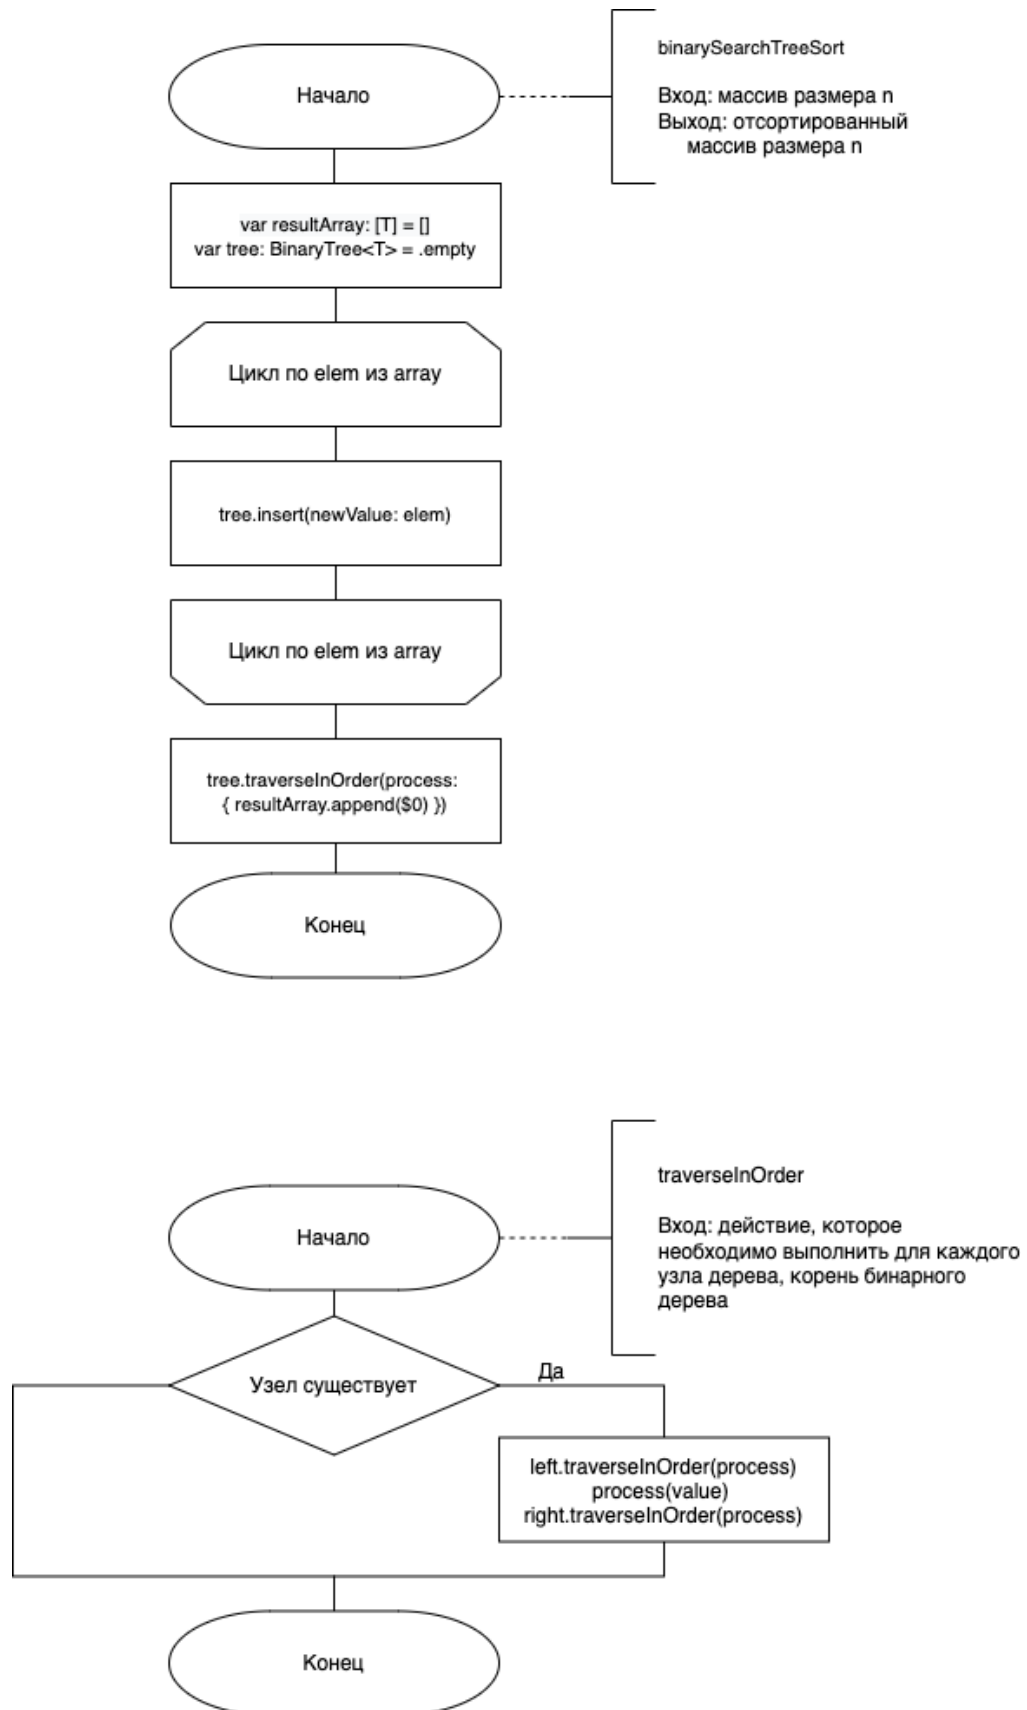 Начало
binarySearchTreeSort
Вход: массив размера n
Выход: отсортированный
массив размера n
var resultArray: [T] = []
var tree: BinaryTree<T> = .empty
Цикл по elem из array
tree.insert(newValue: elem)
Цикл по elem из array
tree.traverseInOrder(process:
{ resultArray.append($0) })
Конец
Начало
traverseInOrder
Вход: действие, которое
необходимо выполнить для каждого
узла дерева, корень бинарного
дерева
Узел существует
Да
left.traverseInOrder(process)
process(value)
right.traverseInOrder(process)
Конец